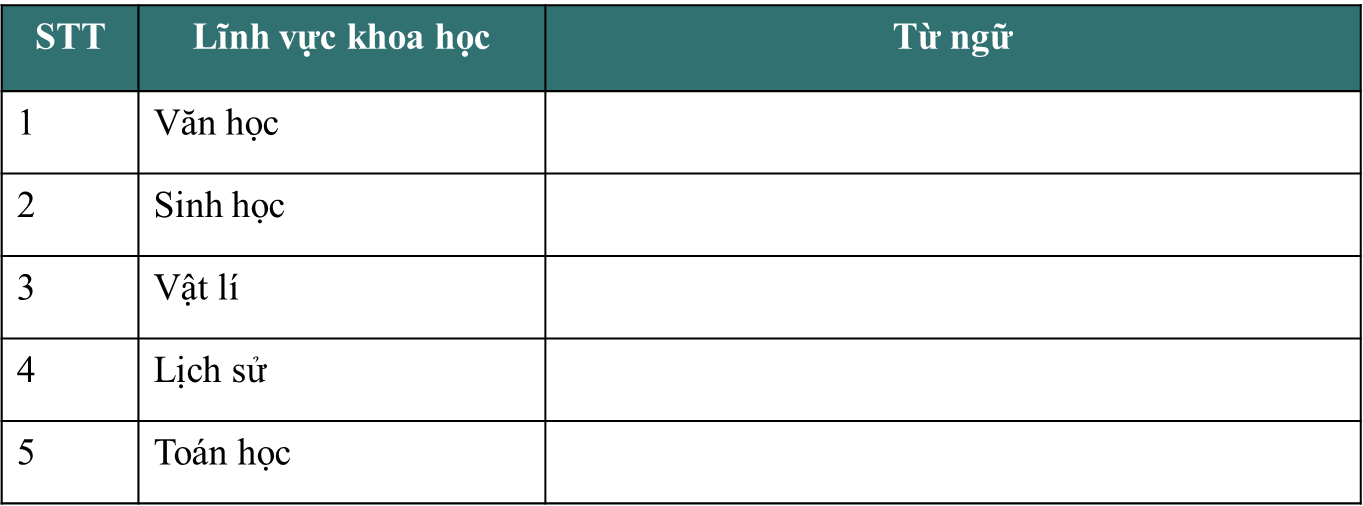 STT Lĩnh vực khoa học Từ ngữ
1 Văn học
2 Sinh học
3 Vật lí
4 Lịch sử
5 Toán học